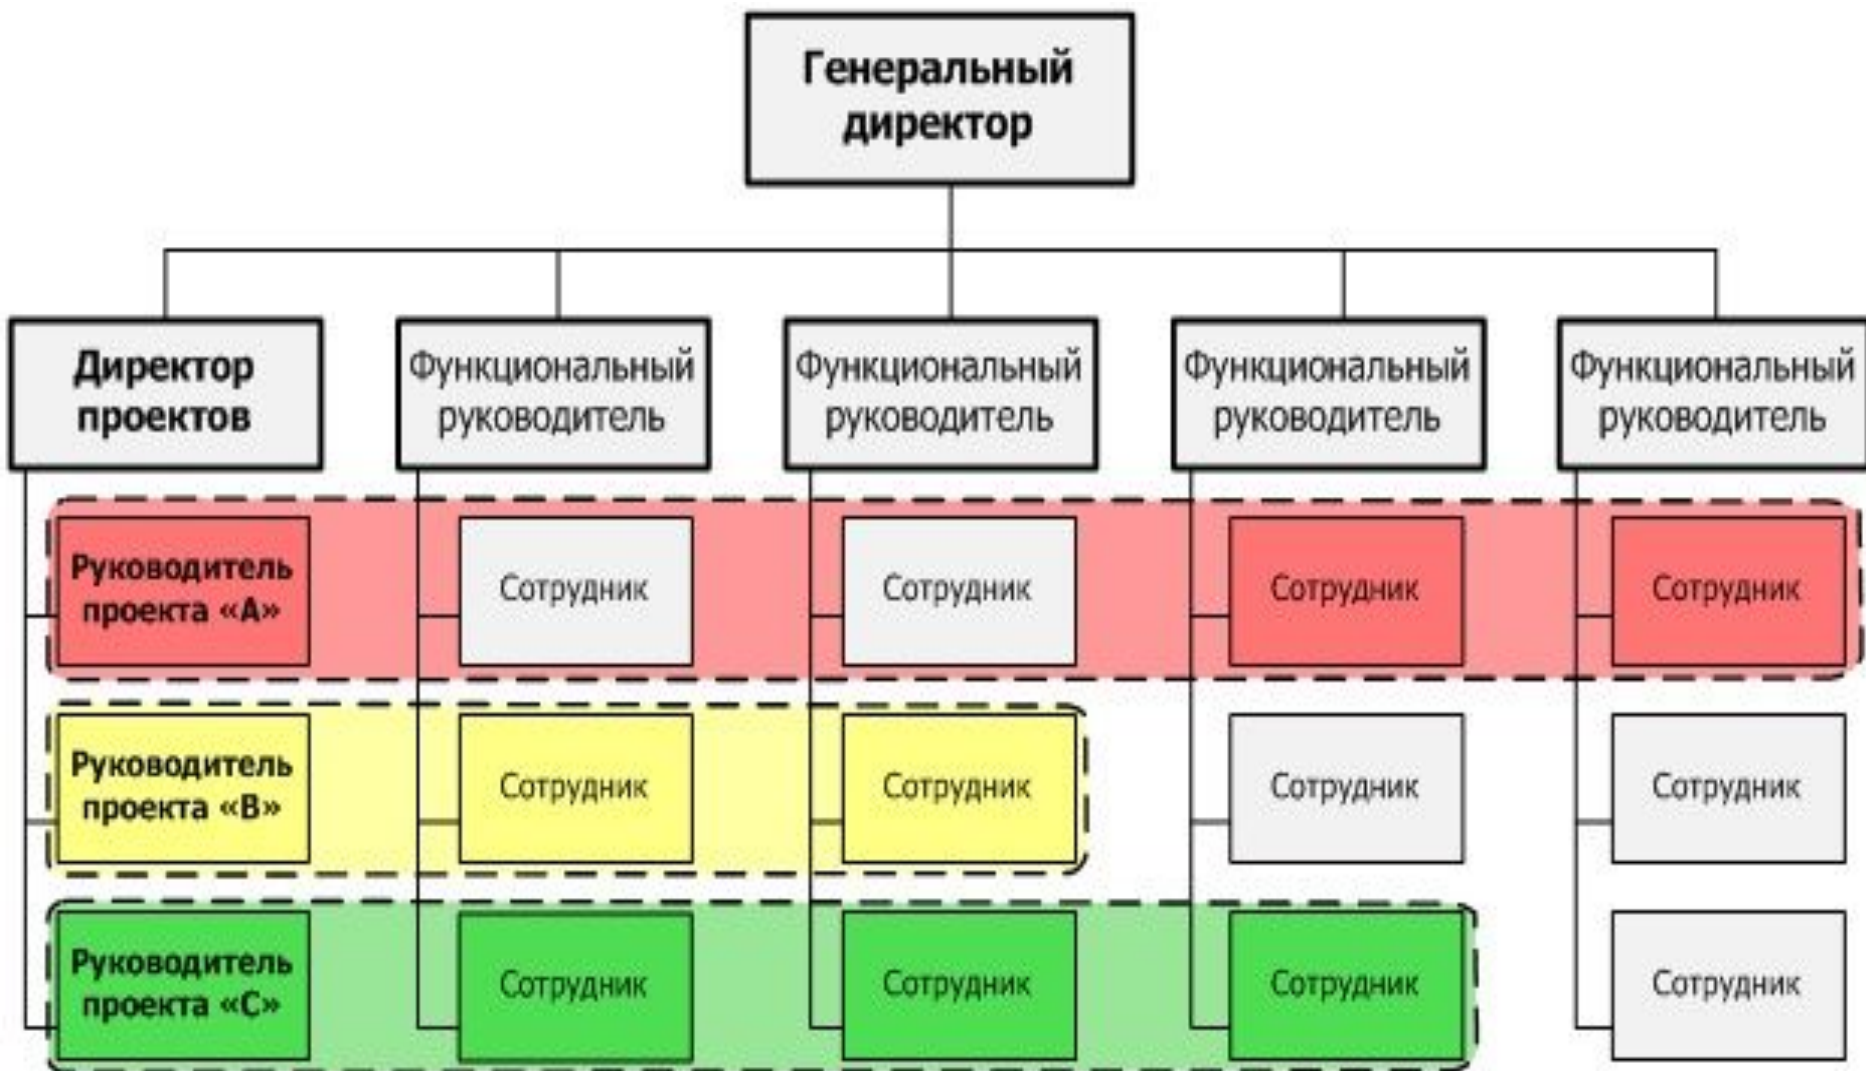 Генеральный
директор
Директор
проектов
Функциональный
руководитель
Функциональный
руководитель
Функциональный
руководитель
Функциональный
руководитель
Руководитель
проекта «А»
Сотрудник
Сотрудник
Сотрудник
Сотрудник
Руководитель
проекта «В»
Сотрудник
Сотрудник
Сотрудник
Сотрудник
Руководитель
проекта «С»
Сотрудник
Сотрудник
Сотрудник
Сотрудник